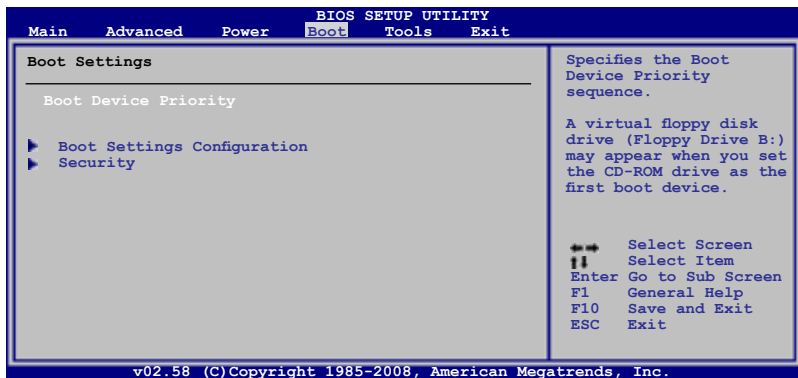 BIOS SETUP UTILITY
Main Advanced Power Boot Tools Exit
Boot Settings
Boot Device Priority
Boot Settings Configuration
Security
Specifies the Boot
Device Priority
sequence.
A virtual floppy disk
drive (Floppy Drive B:)
may appear when you set
the CD-ROM drive as the
first boot device.
Select Screen
Select Item
Enter Go to Sub Screen
F1 General Help
F10 Save and Exit
ESC Exit
v02.58 (C)Copyright 1985-2008, American Megatrends, Inc.